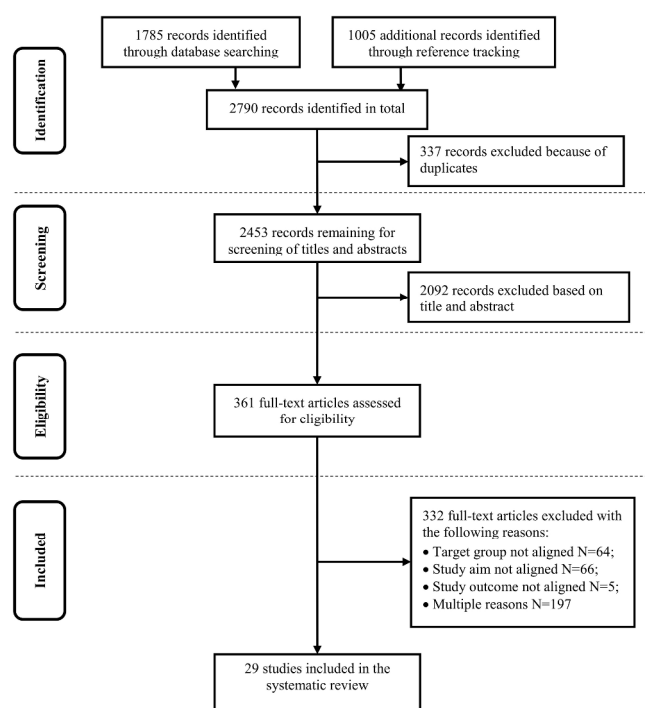 1785 records identified
through database searching
1005 additional records identified
through reference tracking
Identification
2790 records identified in total
337 records excluded because of
duplicates
Screening
2453 records remaining for
screening of titles and abstracts
2092 records excluded based on
title and abstract
Eligibility
361 full-text articles assessed
for eligibility
Included
332 full-text articles excluded with
the following reasons:
• Target group not aligned N=64;
• Study aim not aligned N=66;
• Study outcome not aligned N=5;
• Multiple reasons N=197
29 studies included in the
systematic review